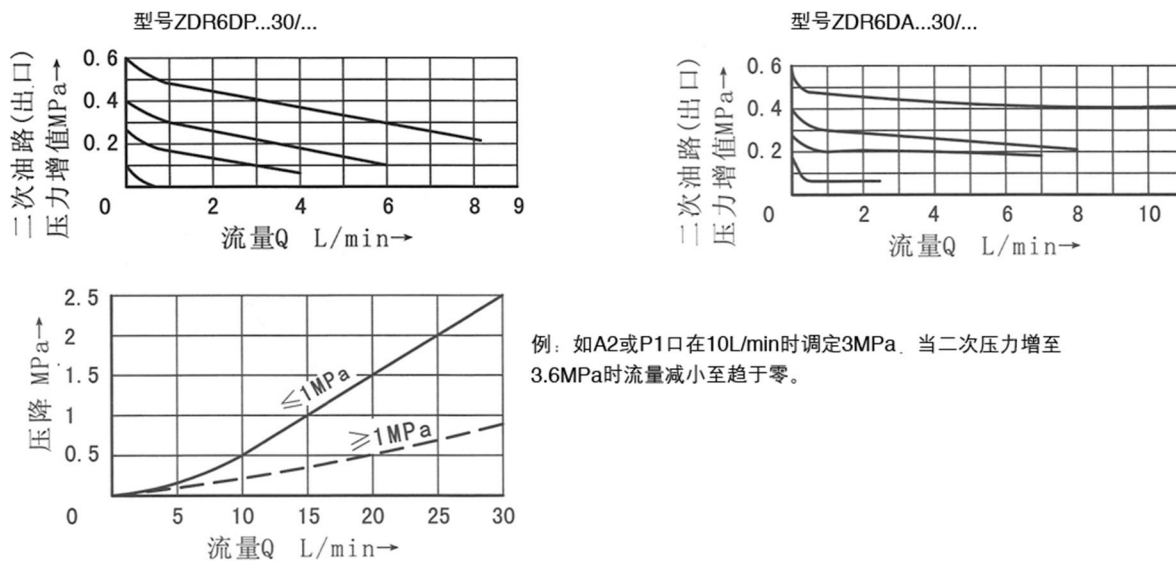 型号ZDR6DP...30/...
二次油路(出口)
压力增值MPa→
0.6
0.4
0.2
0 2 4 6 8 9
流量Q L/min→
型号ZDR6DA...30/...
二次油路(出口)
压力增值MPa→
0.6
0.4
0.2
0 2 4 6 8 10
流量Q L/min→
压降 MPa→
2.5
2
1.5
1
0.5
≤1MPa
≥1MPa
0 5 10 15 20 25 30
流量Q L/min→
例：如A2或P1口在10L/min时调定3MPa．当二次压力增至
3.6MPa时流量减小至趋于零。